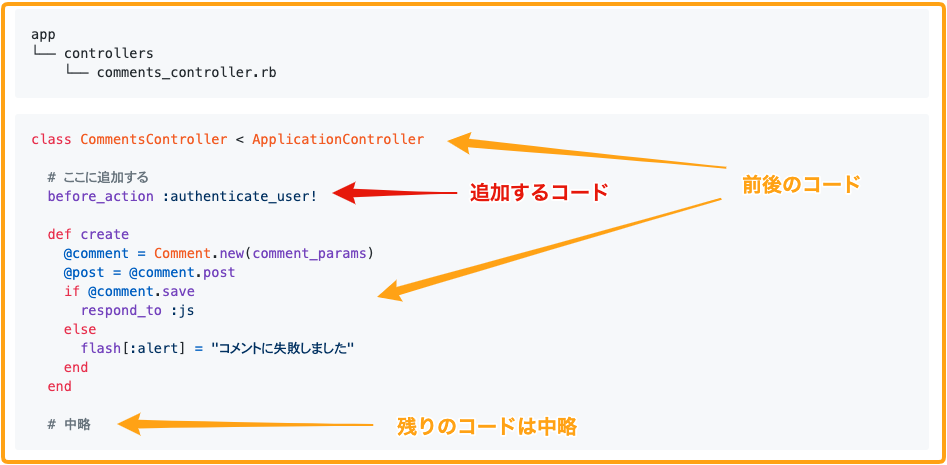 app
└── controllers
    └── comments_controller.rb
class CommentsController < ApplicationController
  # ここに追加する
  before_action :authenticate_user!
追加するコード
前後のコード
  def create
    @comment = Comment.new(comment_params)
    @post = @comment.post
    if @comment.save
      respond_to :js
    else
      flash[:alert] = "コメントに失敗しました"
    end
  end
  # 中略
残りのコードは中略